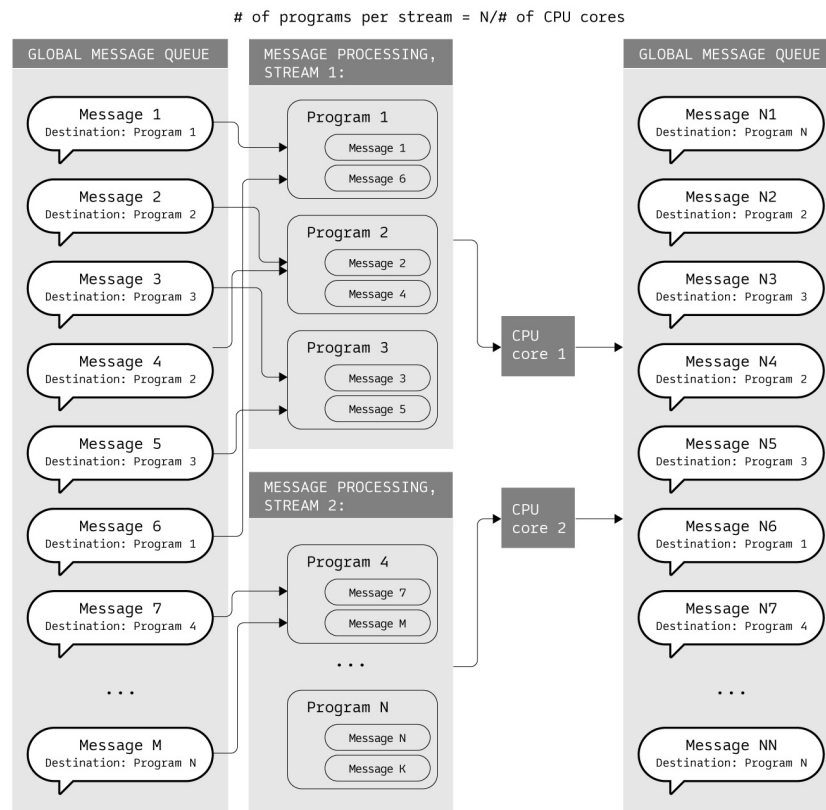 # of programs per stream = N/# of CPU cores
GLOBAL MESSAGE QUEUE
Message 1
Destination: Program 1
Message 2
Destination: Program 2
Message 3
Destination: Program 3
Message 4
Destination: Program 2
Message 5
Destination: Program 3
Message 6
Destination: Program 1
Message 7
Destination: Program 4
...
Message M
Destination: Program N
MESSAGE PROCESSING,
STREAM 1:
Program 1
Message 1
Message 6
Program 2
Message 2
Message 4
Program 3
Message 3
Message 5
MESSAGE PROCESSING,
STREAM 2:
Program 4
Message 7
Message M
...
Program N
Message N
Message K
CPU
core 1
CPU
core 2
GLOBAL MESSAGE QUEUE
Message N1
Destination: Program N
Message N2
Destination: Program 2
Message N3
Destination: Program 3
Message N4
Destination: Program 2
Message N5
Destination: Program 3
Message N6
Destination: Program 1
Message N7
Destination: Program 4
...
Message NN
Destination: Program N